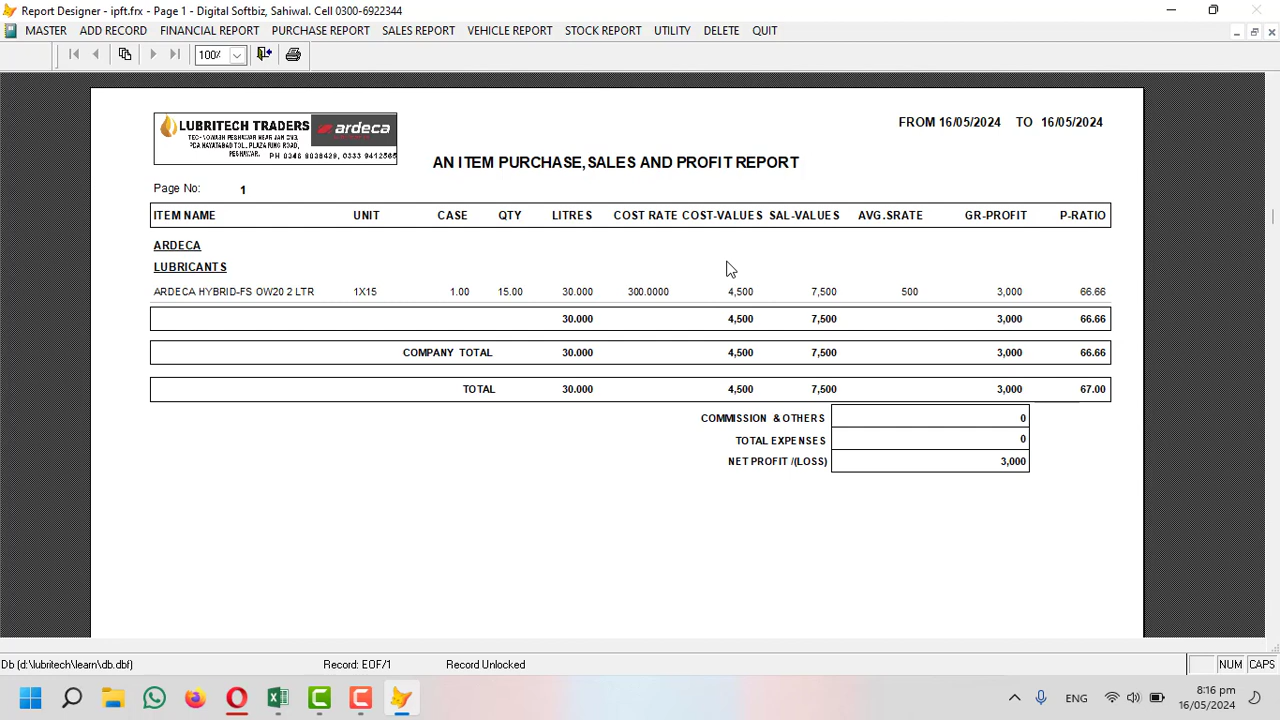 Report Designer - ipft.frx - Page 1 - Digital Softbiz, Sahiwal. Cell 0300-6922344
MASTER ADD RECORD FINANCIAL REPORT PURCHASE REPORT SALES REPORT VEHICLE REPORT STOCK REPORT UTILITY DELETE QUIT
100%
LUBRITECH TRADERS ardeca
PESHAWAR. PH 0346 8038429, 0333 9412565
FROM 16/05/2024 TO 16/05/2024
AN ITEM PURCHASE,SALES AND PROFIT REPORT
Page No: 1
ITEM NAME UNIT CASE QTY LITRES COST RATE COST-VALUES SAL-VALUES AVG.SRATE GR-PROFIT P-RATIO
ARDECA
LUBRICANTS
ARDECA HYBRID-FS OW20 2 LTR 1X15 1.00 15.00 30.000 300.0000 4,500 7,500 500 3,000 66.66
30.000 4,500 7,500 3,000 66.66
COMPANY TOTAL 30.000 4,500 7,500 3,000 66.66
TOTAL 30.000 4,500 7,500 3,000 67.00
COMMISSION & OTHERS 0
TOTAL EXPENSES 0
NET PROFIT /(LOSS) 3,000
Db (d:\lubritech\learn\db.dbf) Record: EOF/1 Record Unlocked NUM CAPS
ENG 8:16 pm
16/05/2024